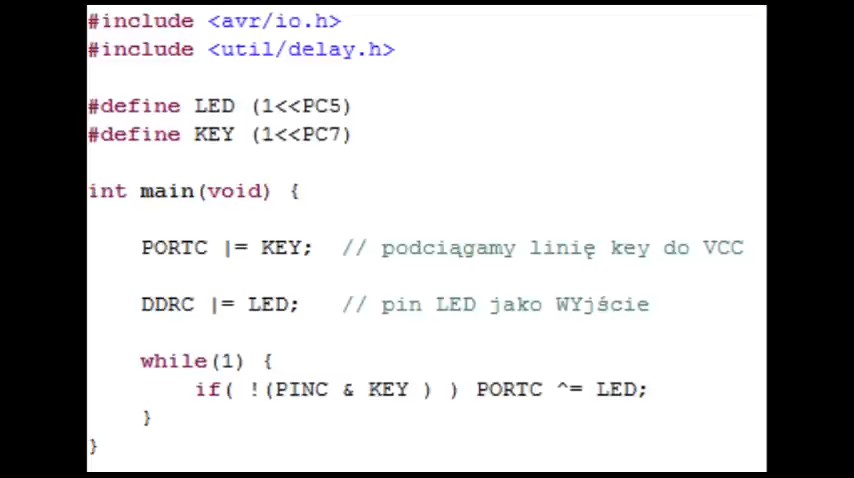 #include <avr/io.h>
#include <util/delay.h>
#define LED (1<<PC5)
#define KEY (1<<PC7)
int main(void) {
PORTC |= KEY; // podciągamy linię key do VCC
DDRC |= LED; // pin LED jako WYjście
while(1) {
if( !(PINC & KEY ) ) PORTC ^= LED;
}
}